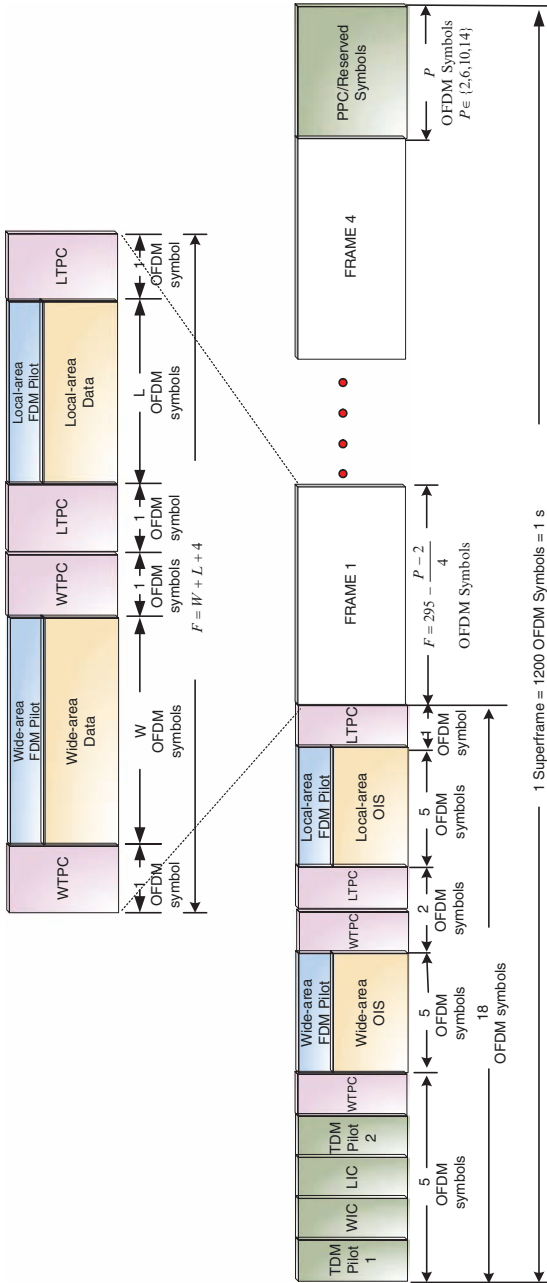 WTPC
Wide-area
FDM Pilot
Wide-area
Data
WTPC
LTPC
Local-area
FDM Pilot
Local-area
Data
LTPC
1
OFDM
symbol
W
OFDM
symbols
1
OFDM
symbols
1
OFDM
symbol
L
OFDM
symbols
1
OFDM
symbol
F = W + L + 4
TDM
Pilot
1
WIC
LIC
TDM
Pilot
2
WTPC
Wide-area
FDM Pilot
Wide-area
OIS
WTPC
LTPC
Local-area
FDM Pilot
Local-area
OIS
LTPC
FRAME 1
FRAME 4
PPC/Reserved
Symbols
5
OFDM
symbols
5
OFDM
symbols
2
OFDM
symbols
5
OFDM
symbols
1
OFDM
symbol
F = 295 − P − 2
4
OFDM Symbols
P
OFDM Symbols
P ∈ {2,6,10,14}
18
OFDM symbols
1 Superframe = 1200 OFDM Symbols = 1 s